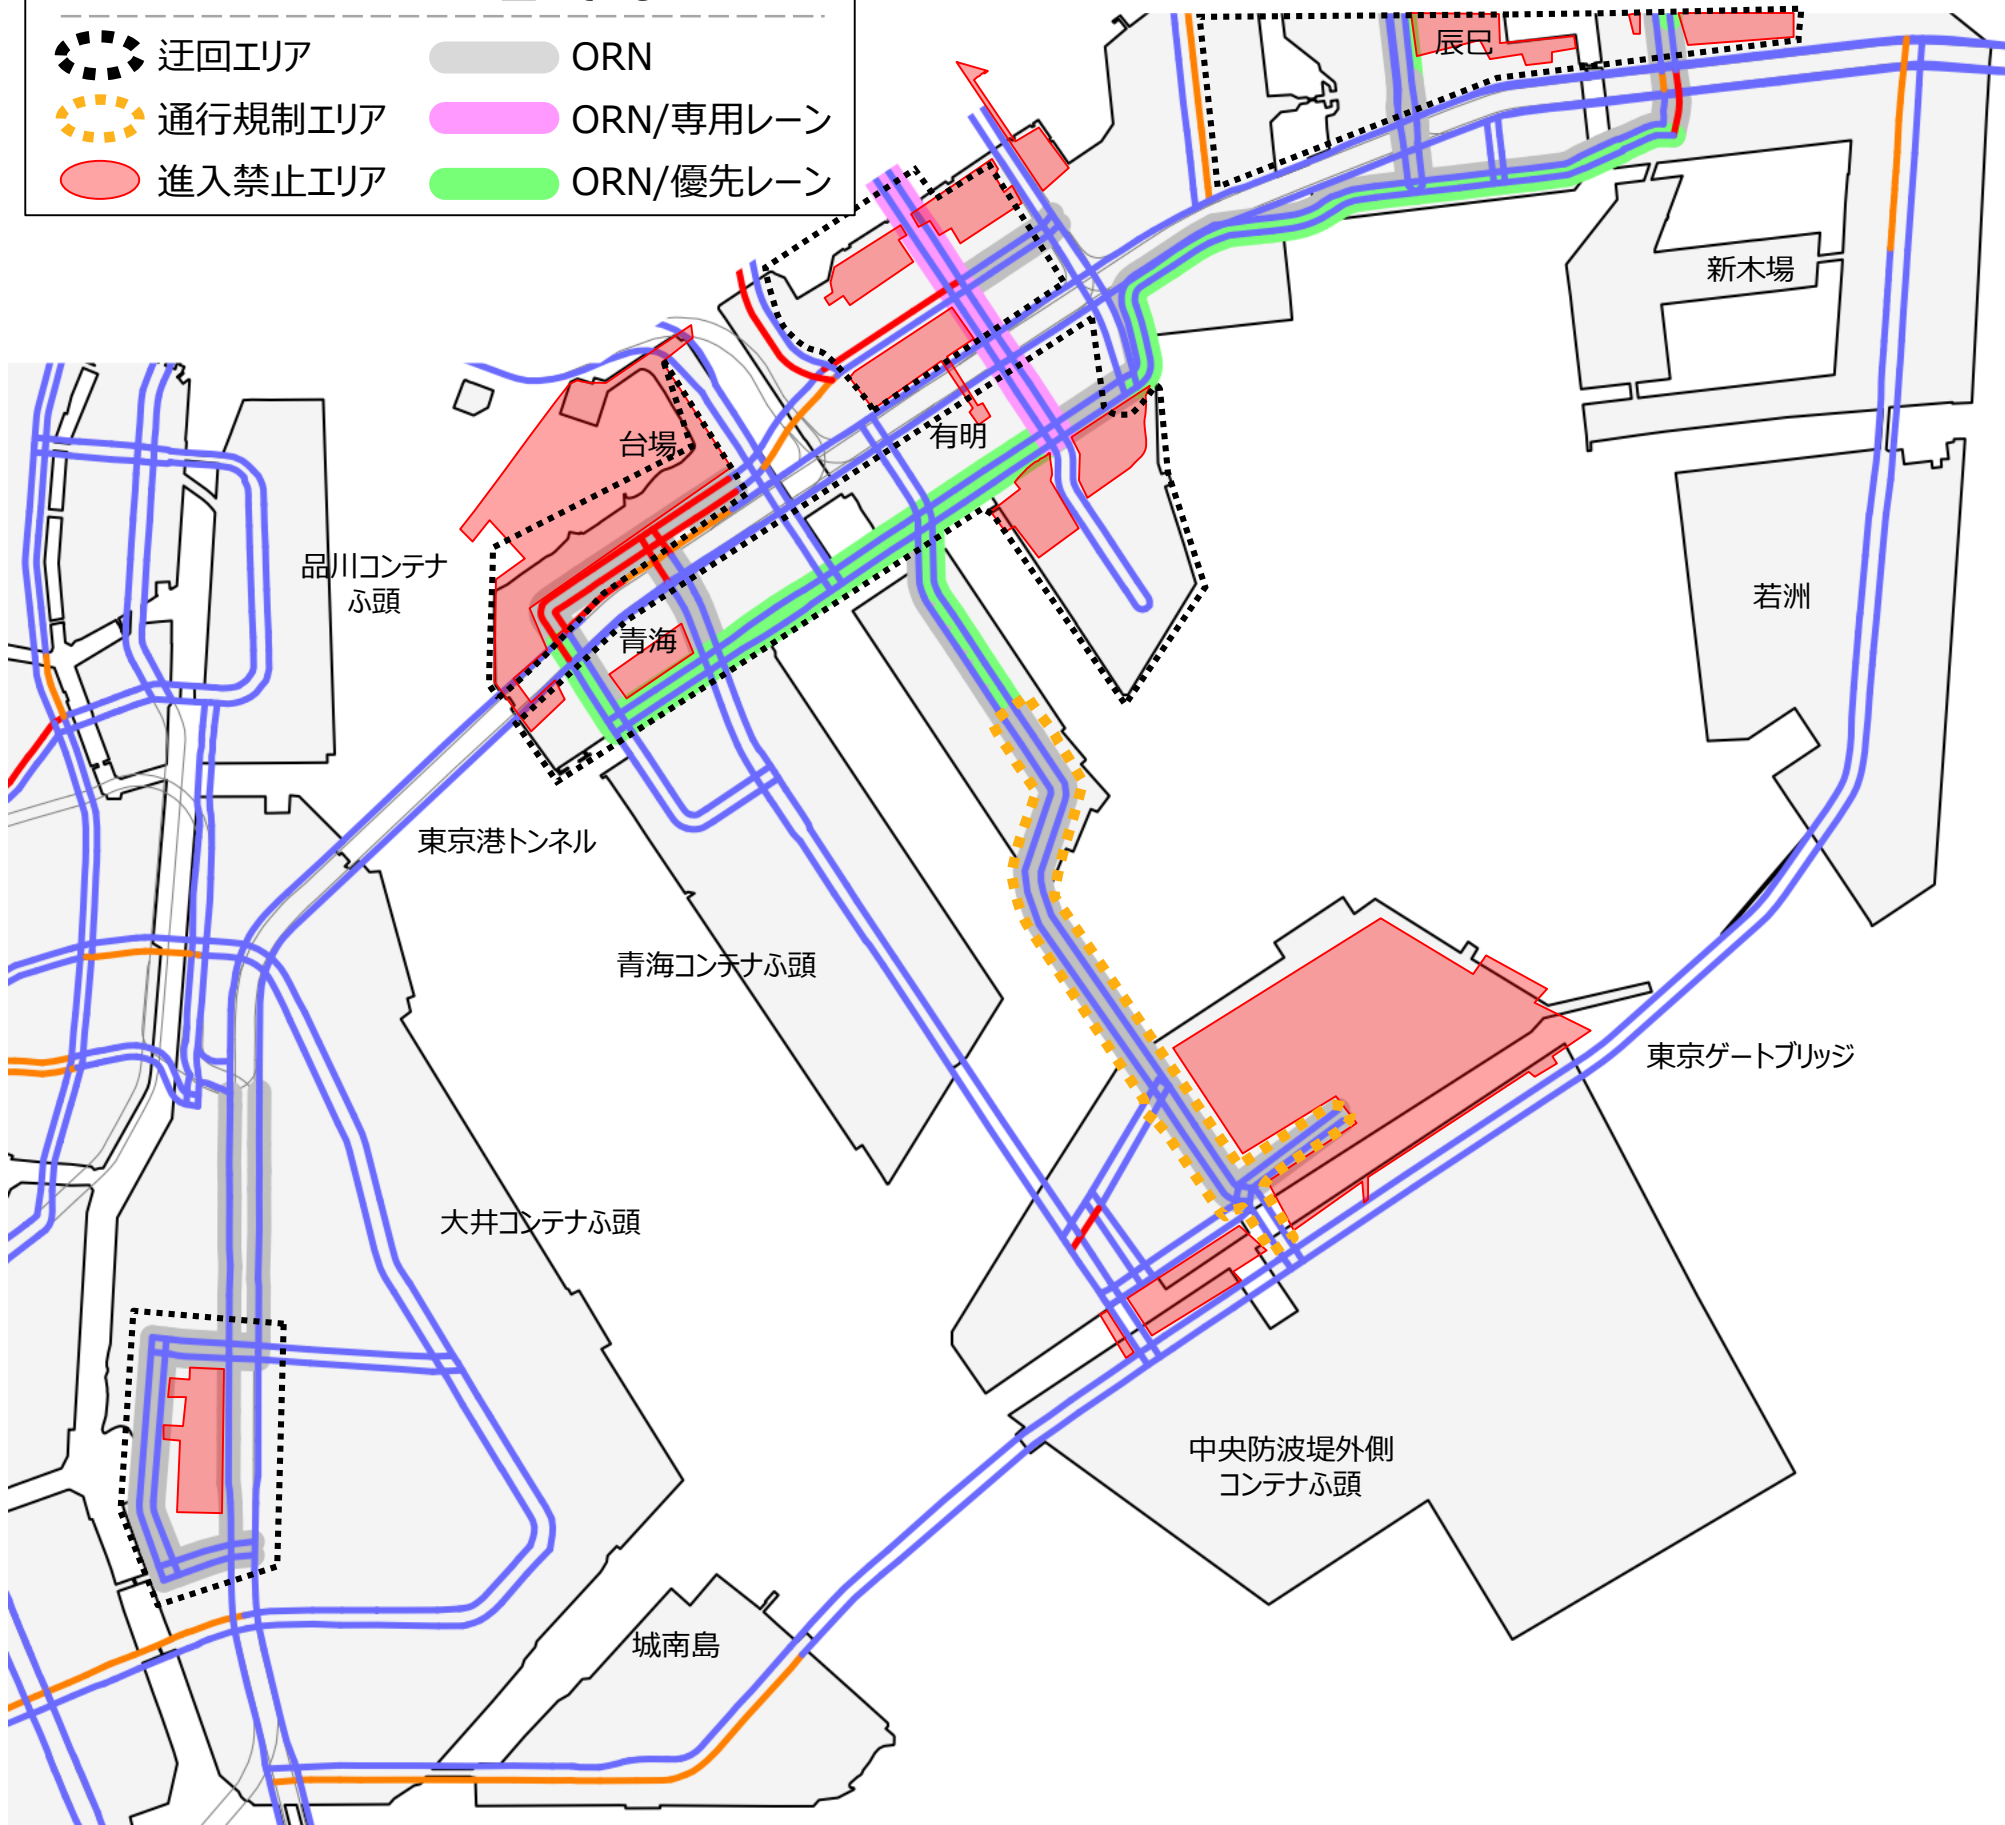 迂回エリア
ORN
通行規制エリア
ORN/専用レーン
進入禁止エリア
ORN/優先レーン
辰巳
新木場
台場
有明
品川コンテナ
ふ頭
若洲
青海
東京港トンネル
青海コンテナふ頭
東京ゲートブリッジ
大井コンテナふ頭
中央防波堤外側
コンテナふ頭
城南島